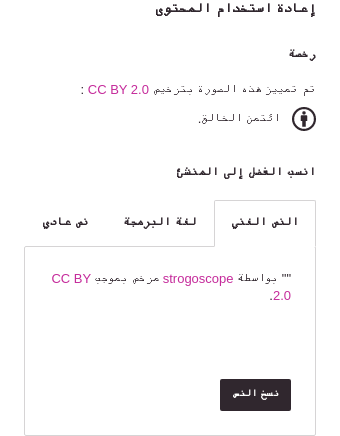 إعادة استخدام المحتوى
رخصة
تم تمييز هذه الصورة بترخيص CC BY 2.0 :
ائتمن الخالق.
انسب الفضل إلى المنشئ
النص الغني
لغة البرمجة
نص عادي
"" بواسطة strogoscope مرخص بموجب CC BY
2.0.
نسخ النص